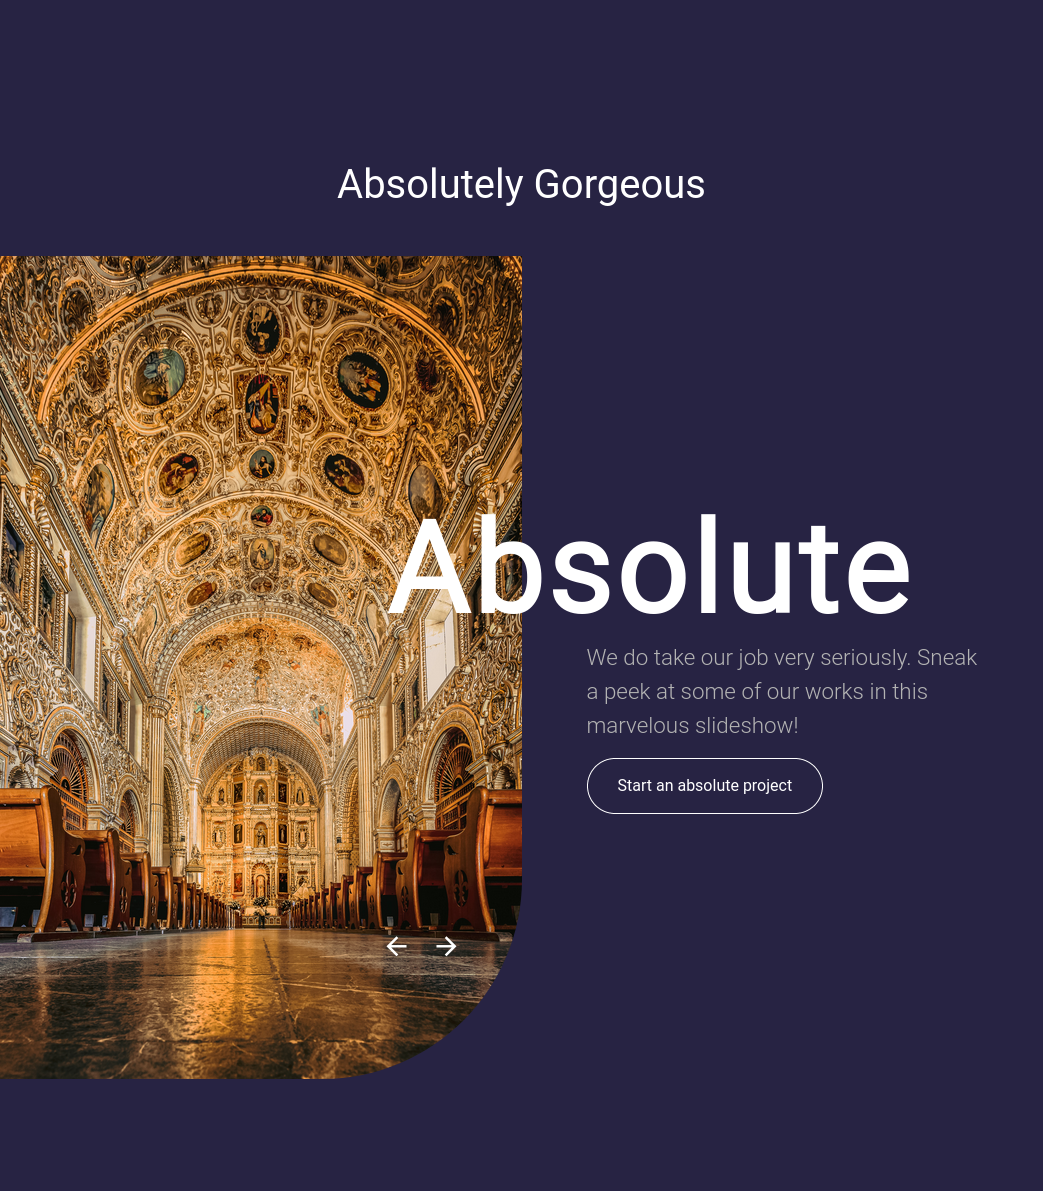 Absolutely Gorgeous
Absolute
We do take our job very seriously. Sneak
a peek at some of our works in this
marvelous slideshow!
Start an absolute project